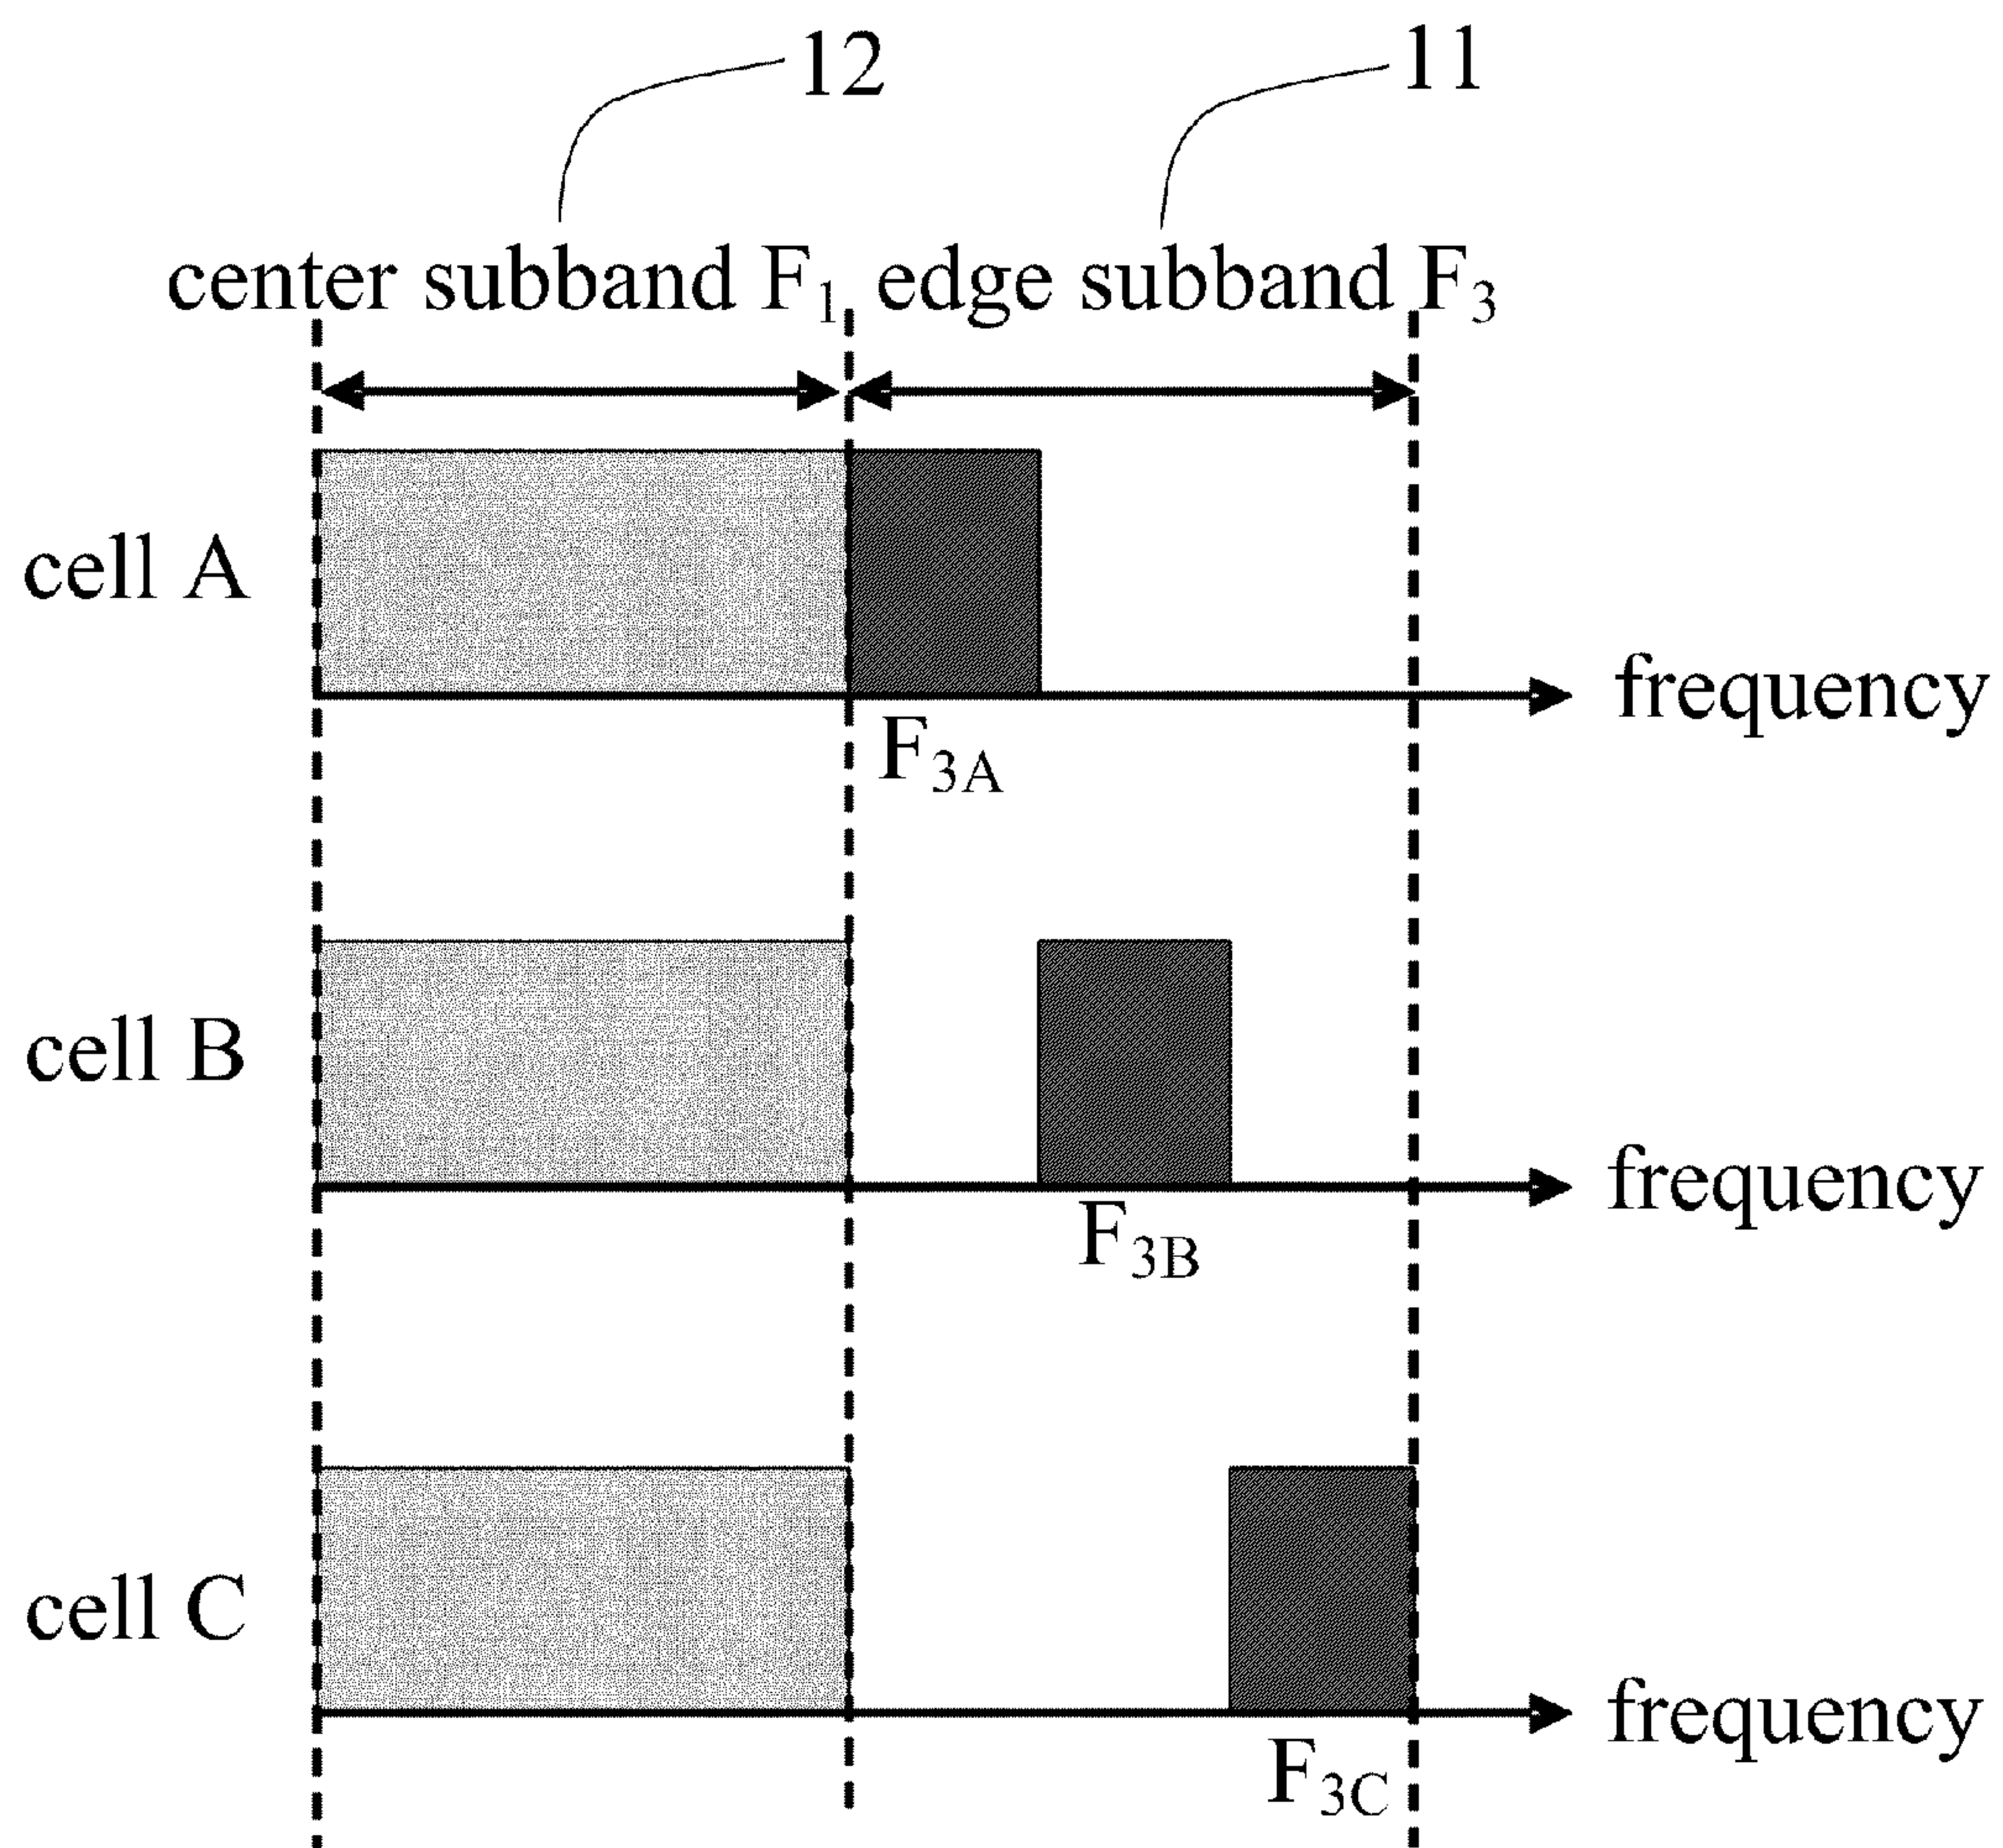 12
11
center subband F₁
edge subband F₃
cell A
frequency
F₃A
cell B
frequency
F₃B
cell C
frequency
F₃C